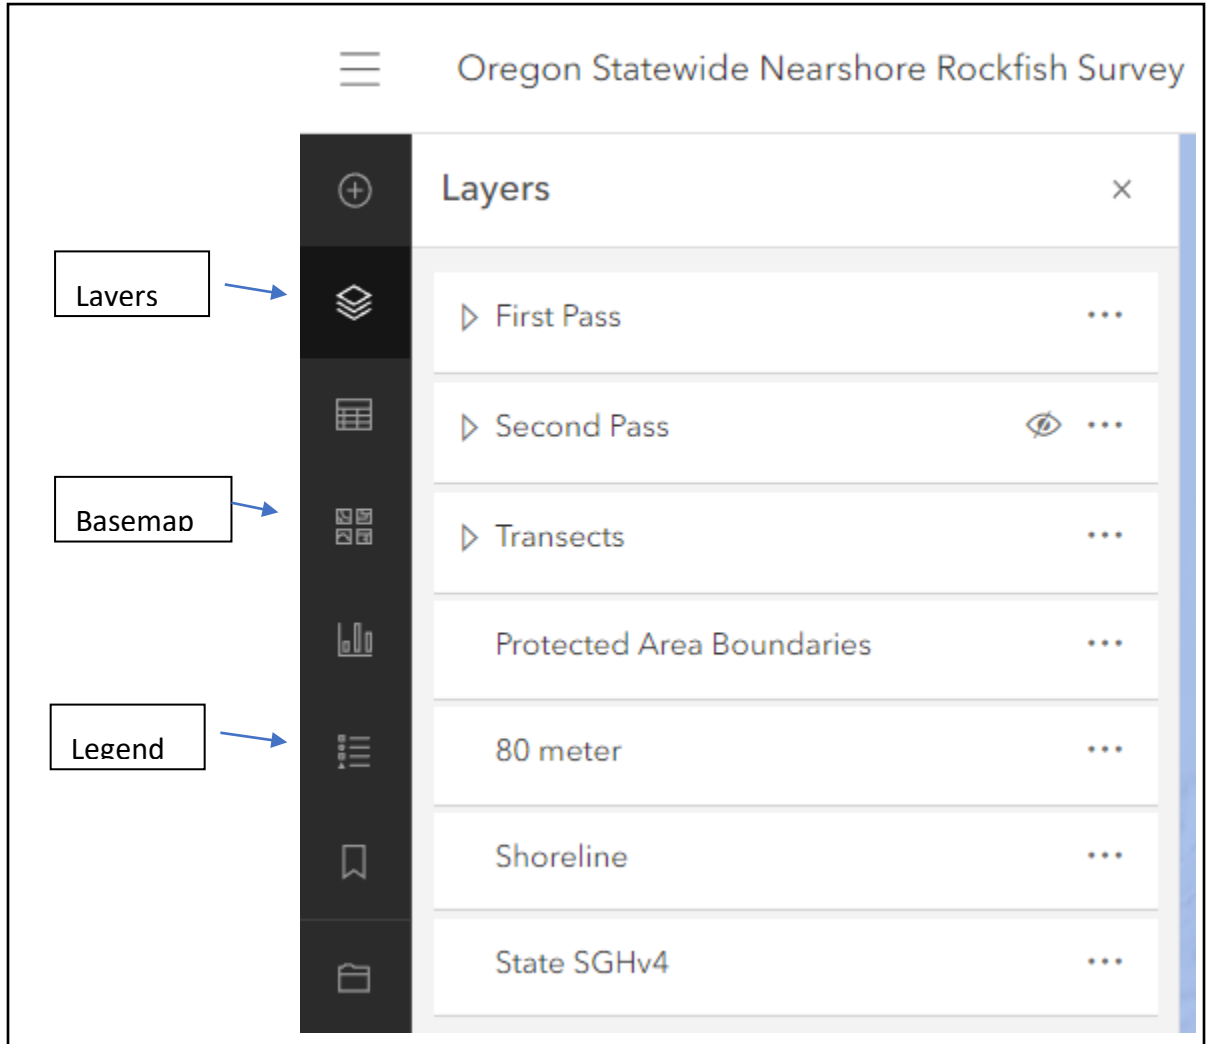 Oregon Statewide Nearshore Rockfish Survey
Layers
Layers
First Pass
Second Pass
Basemap
Transects
Protected Area Boundaries
Legend
80 meter
Shoreline
State SGHv4